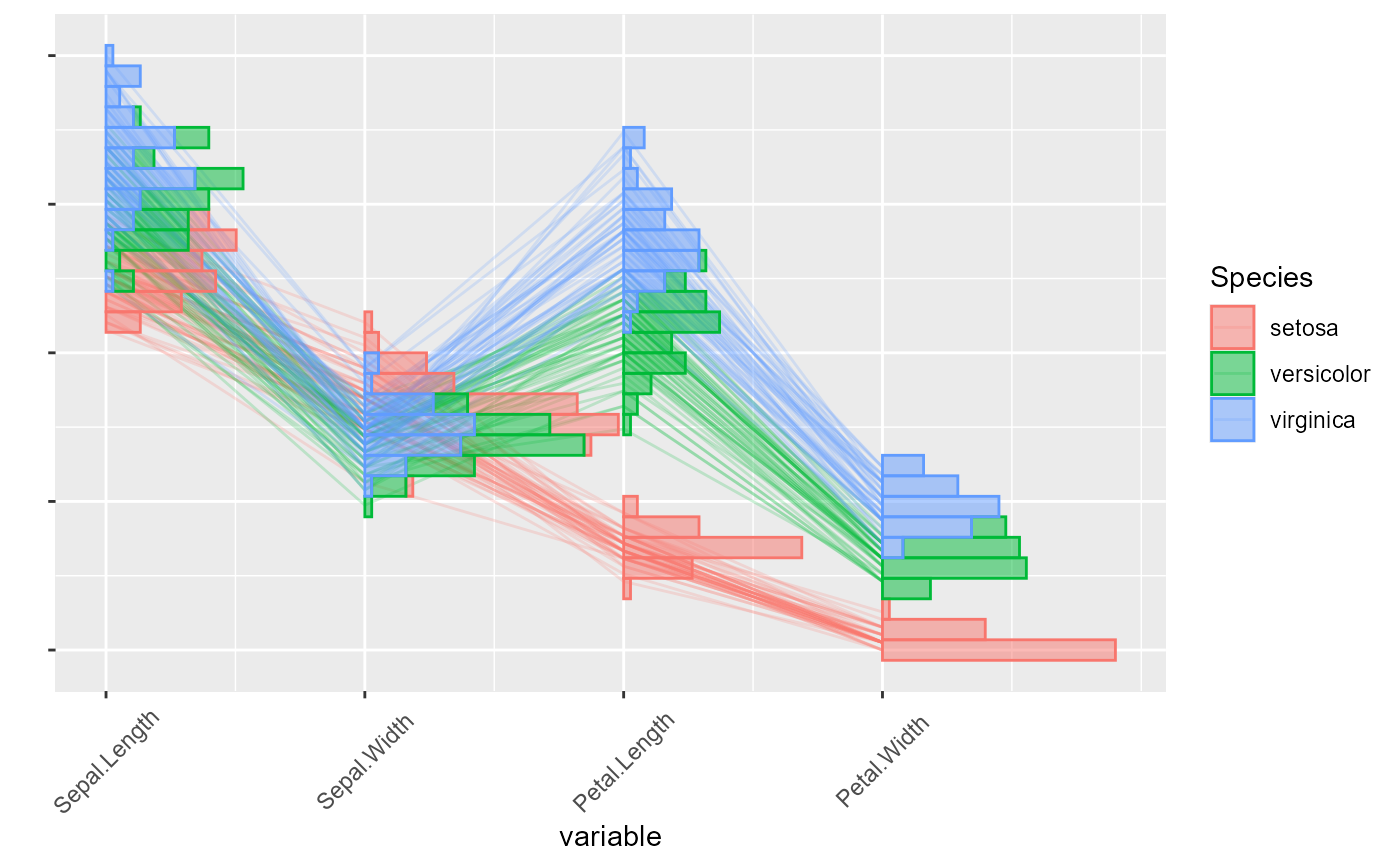 Species
setosa
versicolor
virginica
Sepal.Length
Sepal.Width
Petal.Length
Petal.Width
variable